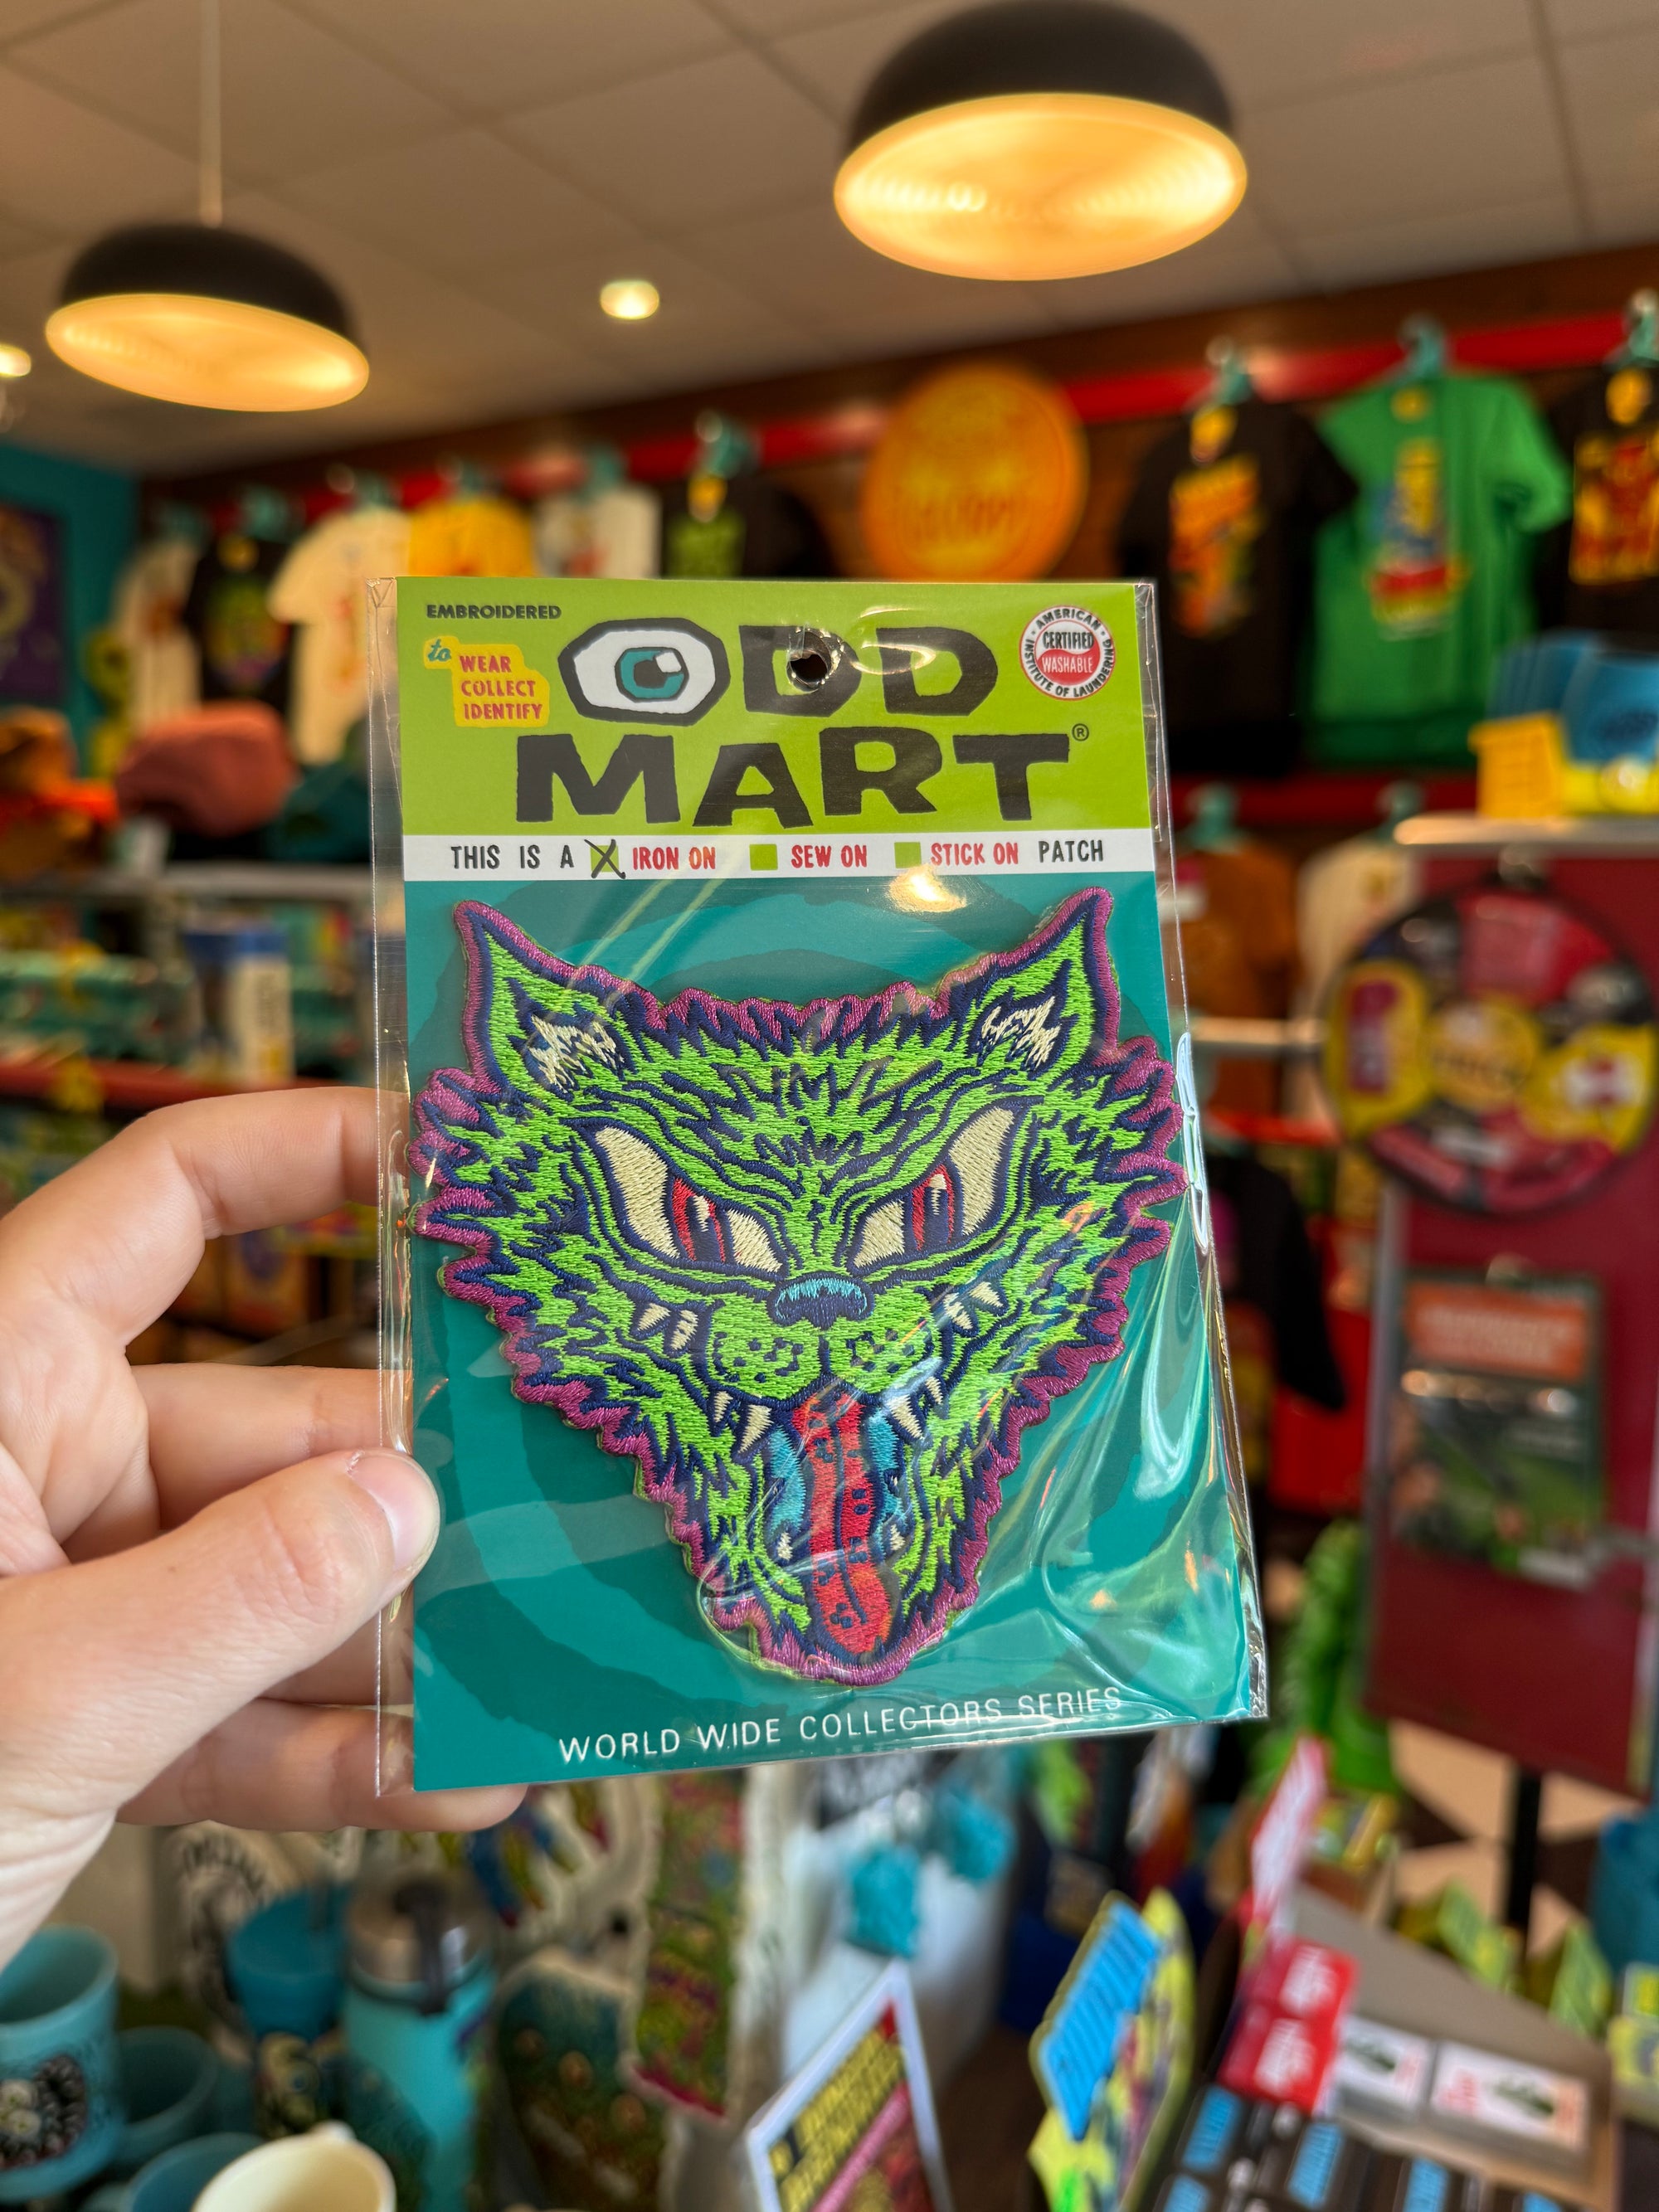 EMBROIDERED
to
WEAR
COLLECT
IDENTIFY
ODD
MART®
AMERICAN
INSTITUTE OF LAUNDERING
CERTIFIED
WASHABLE
THIS IS A IRON ON SEW ON STICK ON PATCH
WORLD WIDE COLLECTORS SERIES